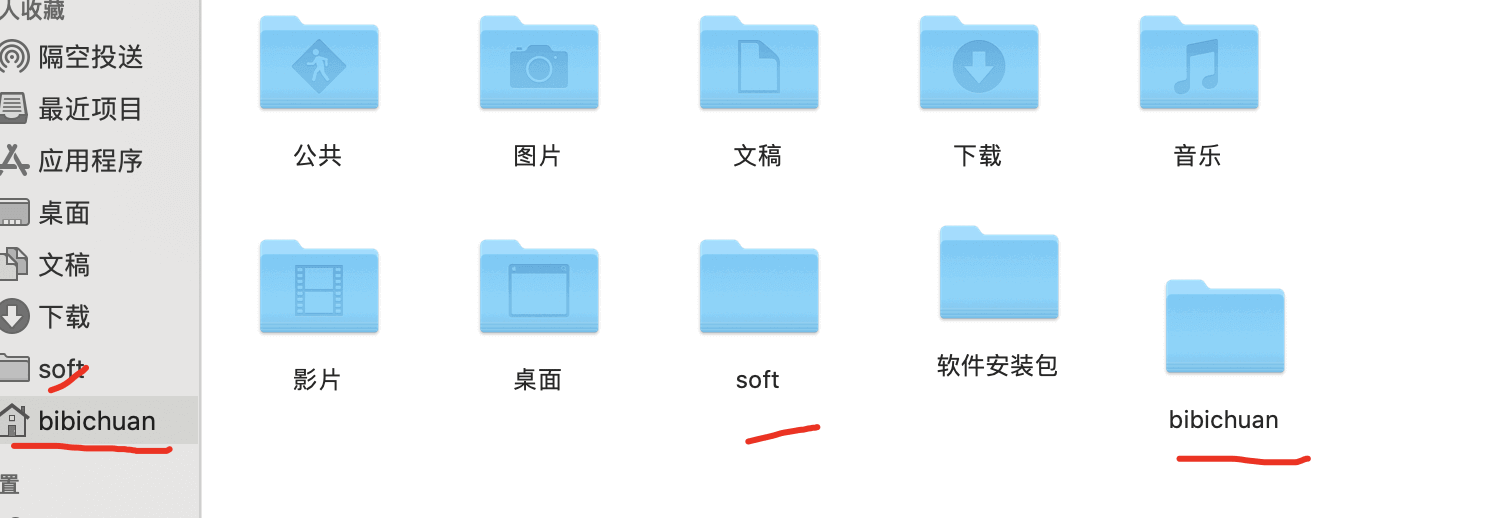 人收藏
隔空投送
最近项目
应用程序
桌面
文稿
下载
soft
bibichuan
置
公共
图片
文稿
下载
音乐
影片
桌面
soft
软件安装包
bibichuan